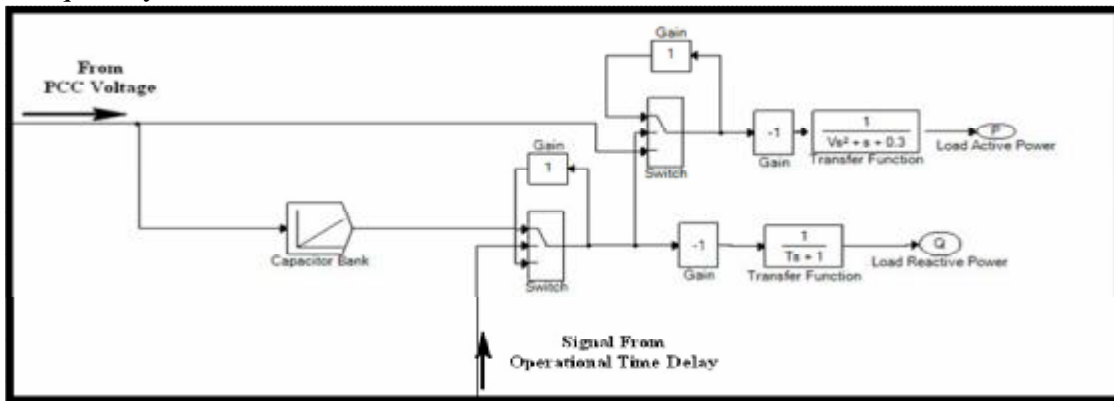 Gain
1
From
PCC Voltage
-1
1
Vs² + s + 0.3
P
Load Active Power
Gain
Transfer Function
Switch
Gain
1
Capacitor Bank
Switch
-1
Gain
1
Ts + 1
Transfer Function
Q
Load Reactive Power
Signal From
Operational Time Delay